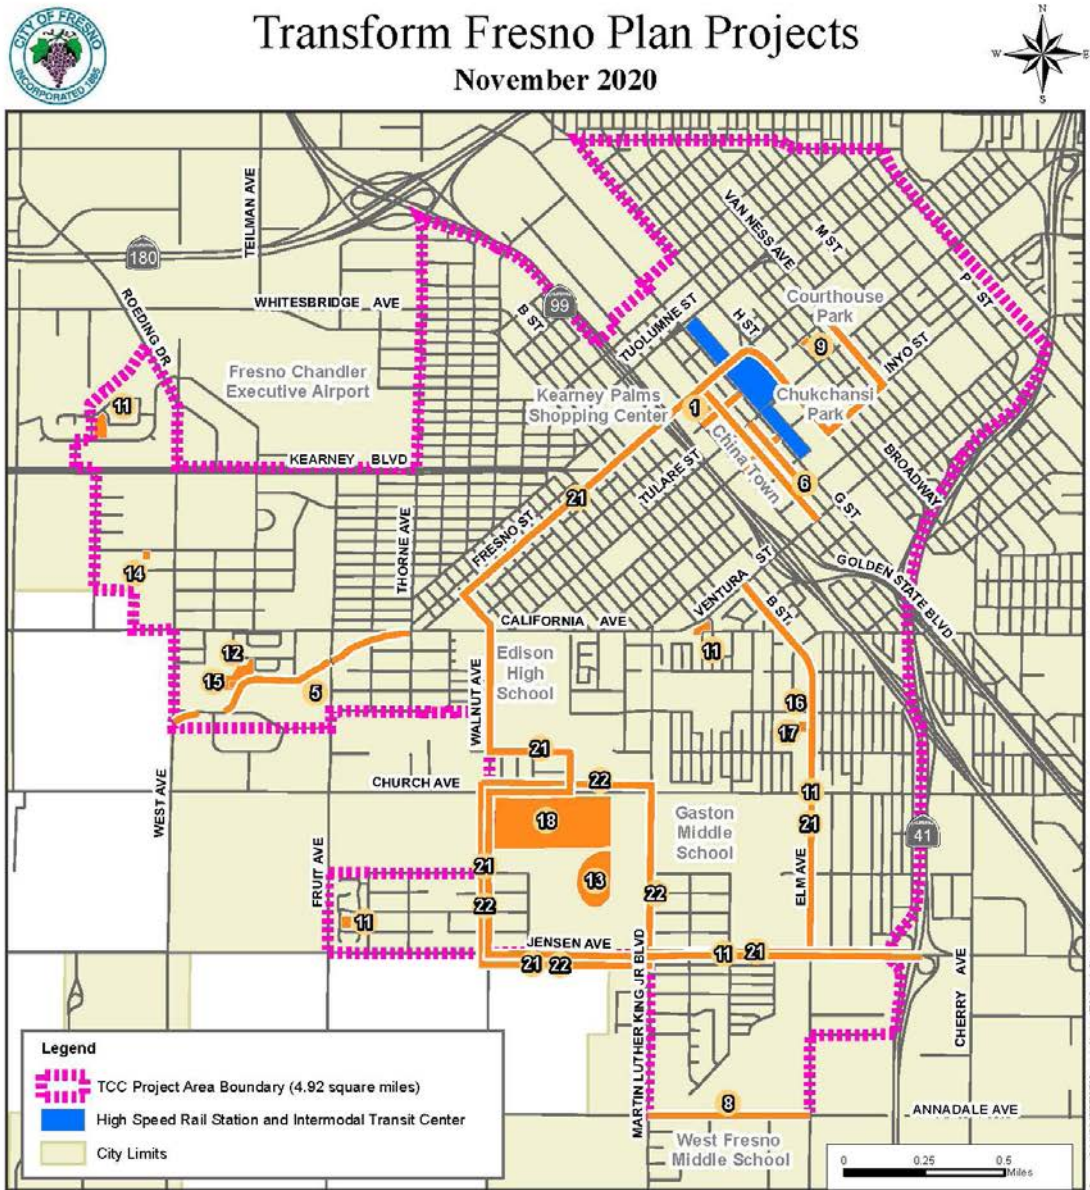 CITY OF FRESNO
INCORPORATED 1885
Transform Fresno Plan Projects
November 2020
N
W
E
S
TEILMAN AVE
180
VAN NESS AVE
M ST
P ST
ROEDING DR
WHITESBRIDGE AVE
B ST
99
TUOLUMNE ST
H ST
Courthouse
Park
9
INYO ST
Fresno Chandler
Executive Airport
Kearney Palms
Shopping Center
1
Chukchansi
Park
11
KEARNEY BLVD
China Town
TULARE ST
6
G ST
BROADWAY
21
FRESNO ST
THORNE AVE
14
VENTURA ST
B ST.
GOLDEN STATE BLVD
CALIFORNIA AVE
12
15
5
WALNUT AVE
Edison
High
School
11
16
17
21
CHURCH AVE
22
WEST AVE
18
Gaston
Middle
School
11
21
41
ELM AVE
FRUIT AVE
21
22
13
22
11
JENSEN AVE
21
22
11
21
MARTIN LUTHER KING JR BLVD
CHERRY AVE
8
ANNADALE AVE
West Fresno
Middle School
Legend
TCC Project Area Boundary (4.92 square miles)
High Speed Rail Station and Intermodal Transit Center
City Limits
0
0.25
0.5
Miles